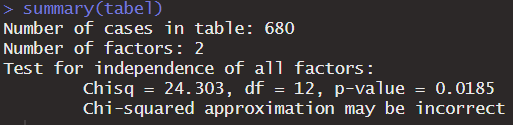 > summary(tabel)
Number of cases in table: 680
Number of factors: 2
Test for independence of all factors:
        Chisq = 24.303, df = 12, p-value = 0.0185
        Chi-squared approximation may be incorrect